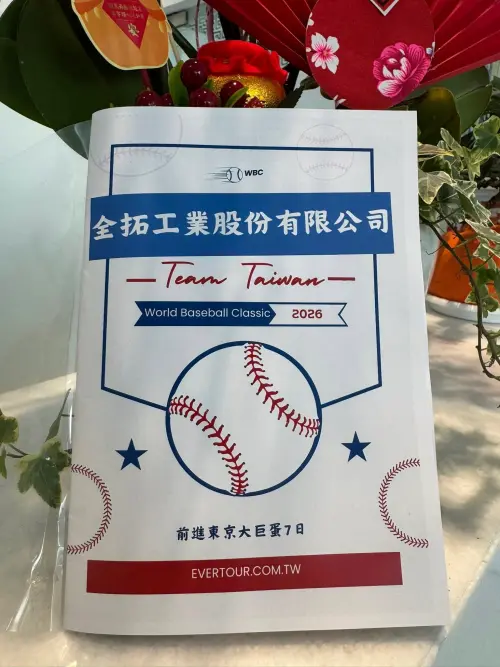 WBC
全拓工業股份有限公司
Team Taiwan
World Baseball Classic 2026
前進東京大巨蛋7日
EVERTOUR.COM.TW